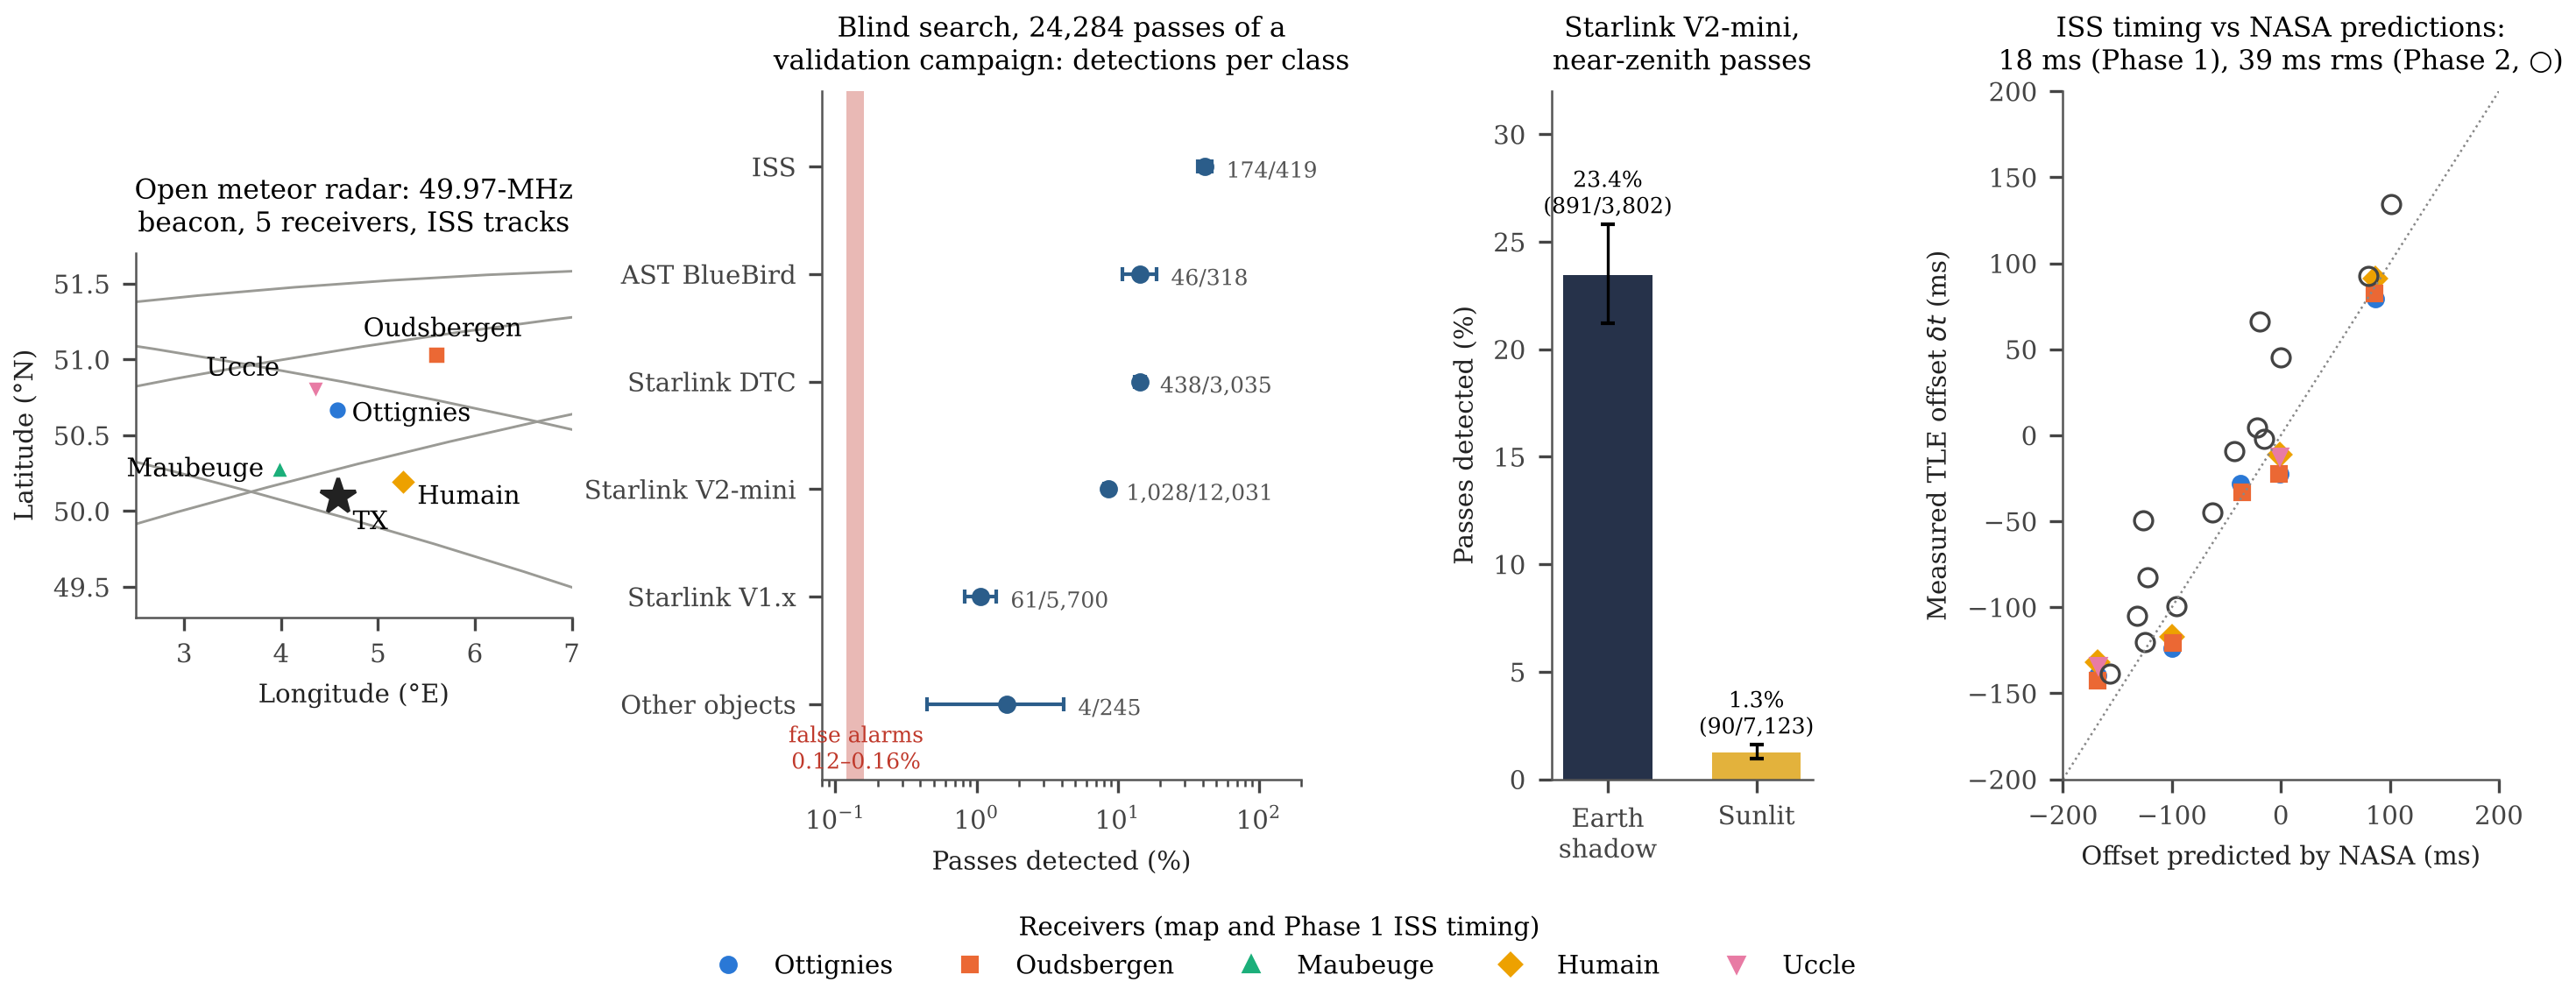 Open meteor radar: 49.97-MHz
beacon, 5 receivers, ISS tracks
Latitude (°N)
51.5
51.0
50.5
50.0
49.5
Oudsbergen
Uccle
Ottignies
Maubeuge
Humain
TX
3 4 5 6 7
Longitude (°E)
Blind search, 24,284 passes of a
validation campaign: detections per class
ISS
174/419
AST BlueBird
46/318
Starlink DTC
438/3,035
Starlink V2-mini
1,028/12,031
Starlink V1.x
61/5,700
Other objects
4/245
false alarms
0.12–0.16%
10⁻¹ 10⁰ 10¹ 10²
Passes detected (%)
Starlink V2-mini,
near-zenith passes
Passes detected (%)
30
25
20
15
10
5
0
23.4%
(891/3,802)
1.3%
(90/7,123)
Earth
shadow
Sunlit
ISS timing vs NASA predictions:
18 ms (Phase 1), 39 ms rms (Phase 2, ○)
Measured TLE offset δt (ms)
200
150
100
50
0
−50
−100
−150
−200
−200 −100 0 100 200
Offset predicted by NASA (ms)
Receivers (map and Phase 1 ISS timing)
Ottignies Oudsbergen Maubeuge Humain Uccle